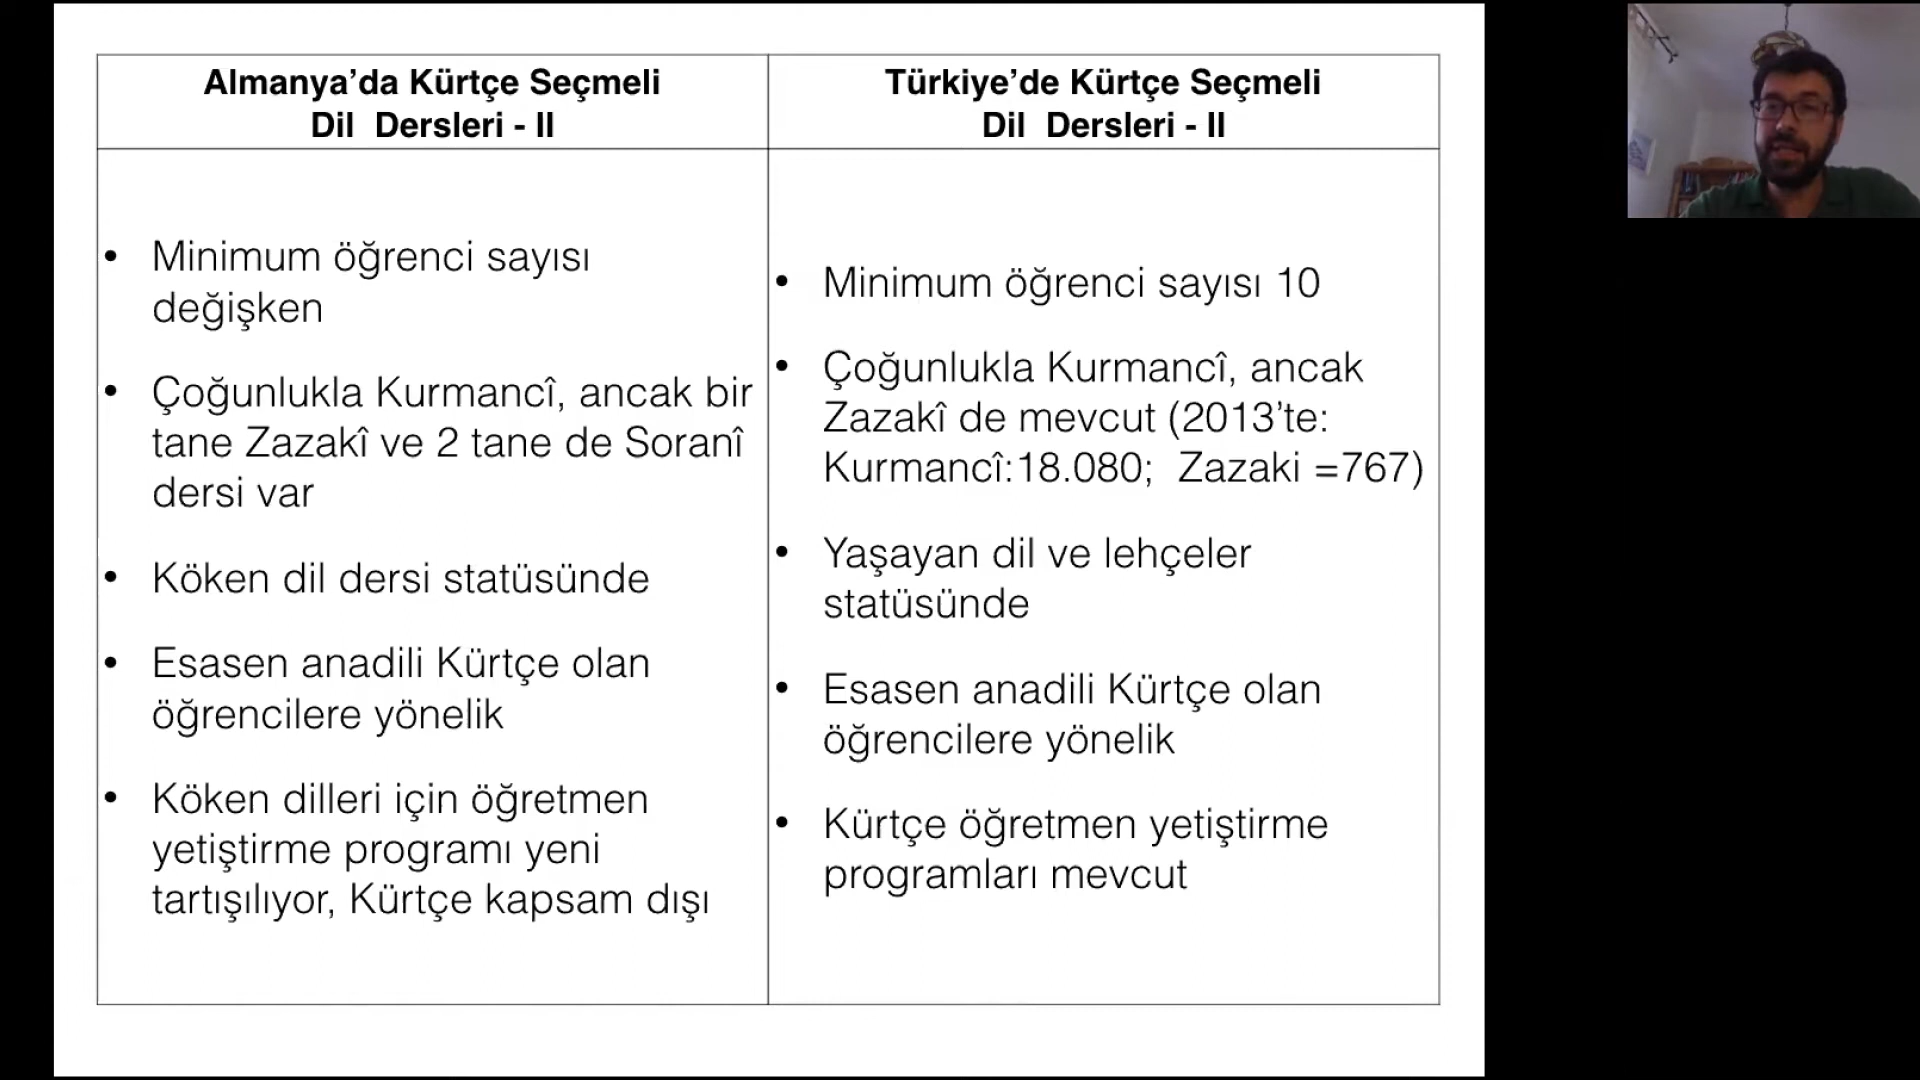 Almanya’da Kürtçe Seçmeli
Dil Dersleri - II
Minimum öğrenci sayısı
değişken
• Çoğunlukla Kurmancî, ancak bir
tane Zazakî ve 2 tane de Soranî
dersi var
• Köken dil dersi statüsünde
• Esasen anadili Kürtçe olan
öğrencilere yönelik
• Köken dilleri için öğretmen
yetiştirme programı yeni
tartışılıyor, Kürtçe kapsam dışı
Türkiye’de Kürtçe Seçmeli
Dil Dersleri - II
• Minimum öğrenci sayısı 10
• Çoğunlukla Kurmancî, ancak
Zazakî de mevcut (2013’te:
Kurmancî:18.080; Zazaki =767)
• Yaşayan dil ve lehçeler
statüsünde
• Esasen anadili Kürtçe olan
öğrencilere yönelik
• Kürtçe öğretmen yetiştirme
programları mevcut